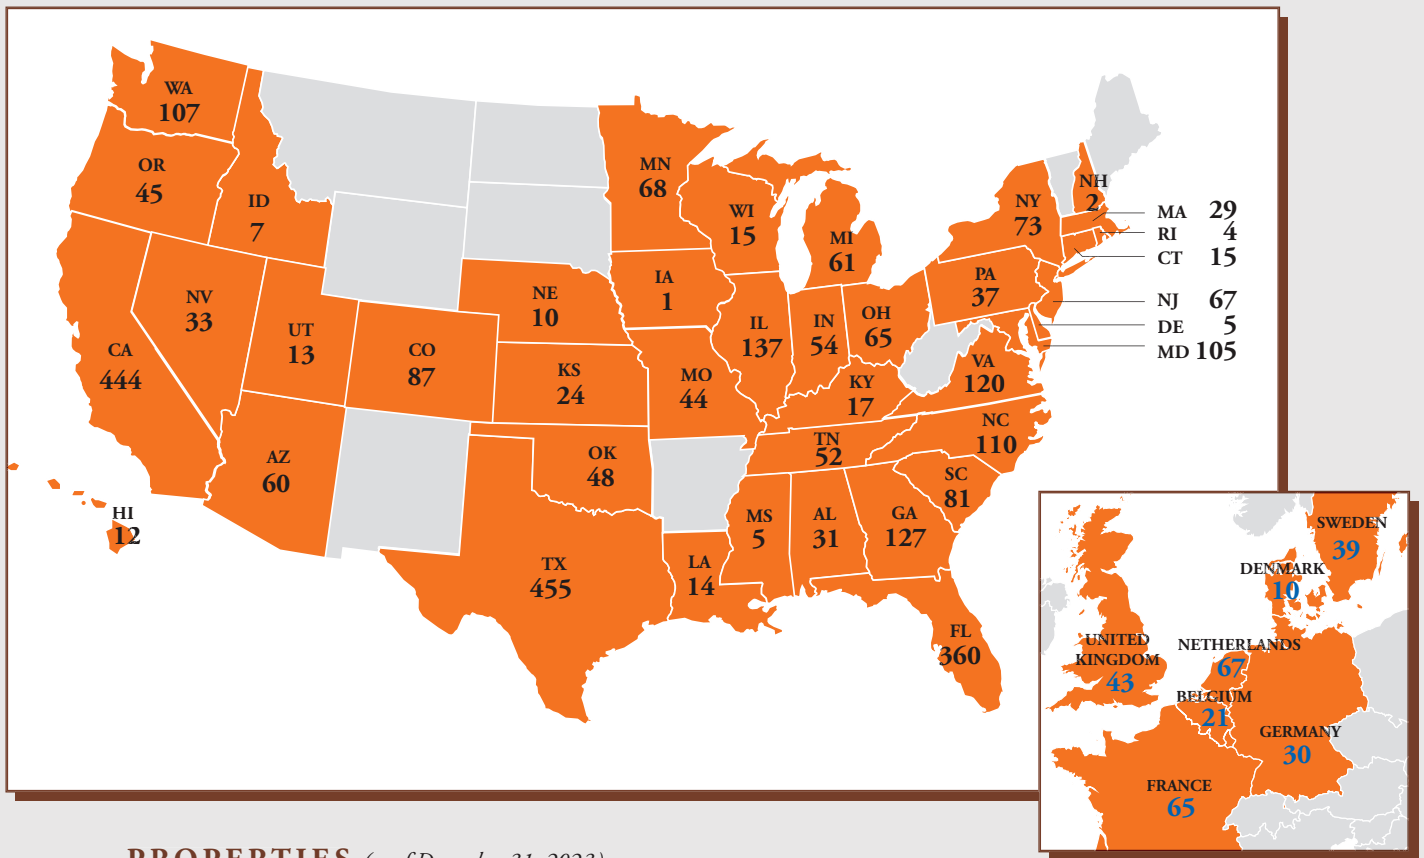 WA
107
OR
45
ID
7
NV
33
UT
13
CA
444
AZ
60
CO
87
NE
10
KS
24
OK
48
TX
455
MN
68
IA
1
MO
44
WI
15
IL
137
MI
61
IN
54
OH
65
KY
17
TN
52
MS
5
AL
31
LA
14
GA
127
FL
360
SC
81
NC
110
VA
120
PA
37
NY
73
NH
2
MA 29
RI 4
CT 15
NJ 67
DE 5
MD 105
HI
12
SWEDEN
39
DENMARK
10
UNITED
KINGDOM
43
NETHERLANDS
67
BELGIUM
21
GERMANY
30
FRANCE
65
PROPERTIES (as of December 31, 2023)